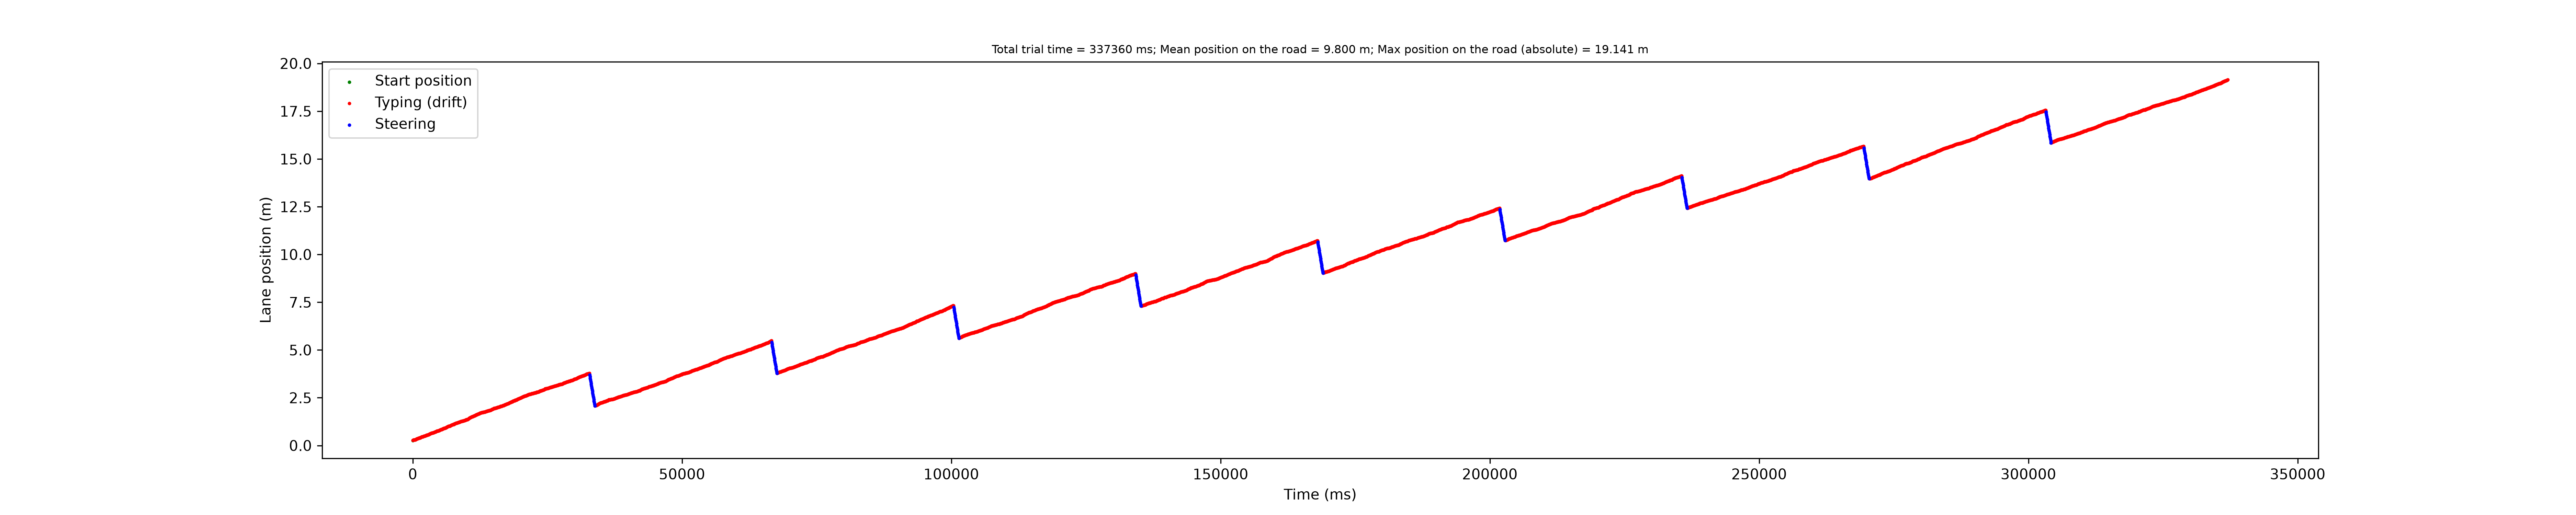 Total trial time = 337360 ms; Mean position on the road = 9.800 m; Max position on the road (absolute) = 19.141 m
Start position
Typing (drift)
Steering
20.0
17.5
15.0
12.5
10.0
7.5
5.0
2.5
0.0
Lane position (m)
0 50000 100000 150000 200000 250000 300000 350000
Time (ms)